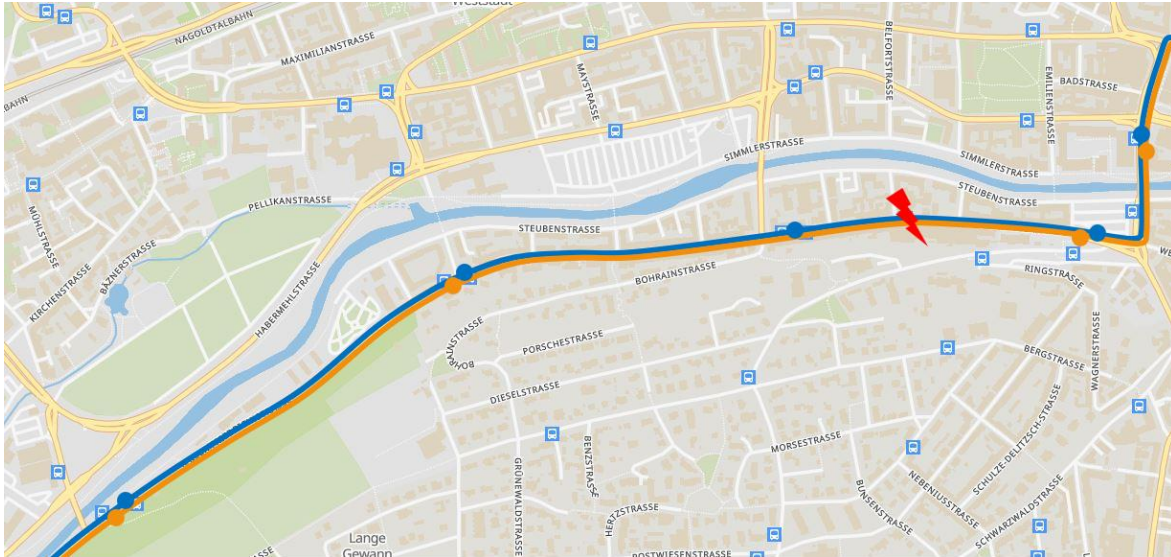 Weststadt
NAGOLDTALBAHN
MAXIMILIANSTRASSE
BAHN
MAYSTRASSE
BELFORTSTRASSE
EMILIENSTRASSE
BADSTRASSE
SIMMLERSTRASSE
SIMMLERSTRASSE
STEUBENSTRASSE
PELLIKANSTRASSE
MÜHLSTRASSE
KIRCHENSTRASSE
BÄZNERSTRASSE
HABERMEHLSTRASSE
STEUBENSTRASSE
WE
BOHRAINSTRASSE
RINGSTRASSE
BOHRAINSTRASSE
PORSCHESTRASSE
WAGNERSTRASSE
BERGSTRASSE
DIESELSTRASSE
MORSESTRASSE
SCHULZE-DELITZSCH-STRASSE
GRÜNEWALDSTRASSE
BENZSTRASSE
BUNSENSTRASSE
NEBENIUSSTRASSE
SCHWARZWALDSTRASSE
HERTZSTRASSE
Lange
Gewann
POSTWIESENSTRASSE
L